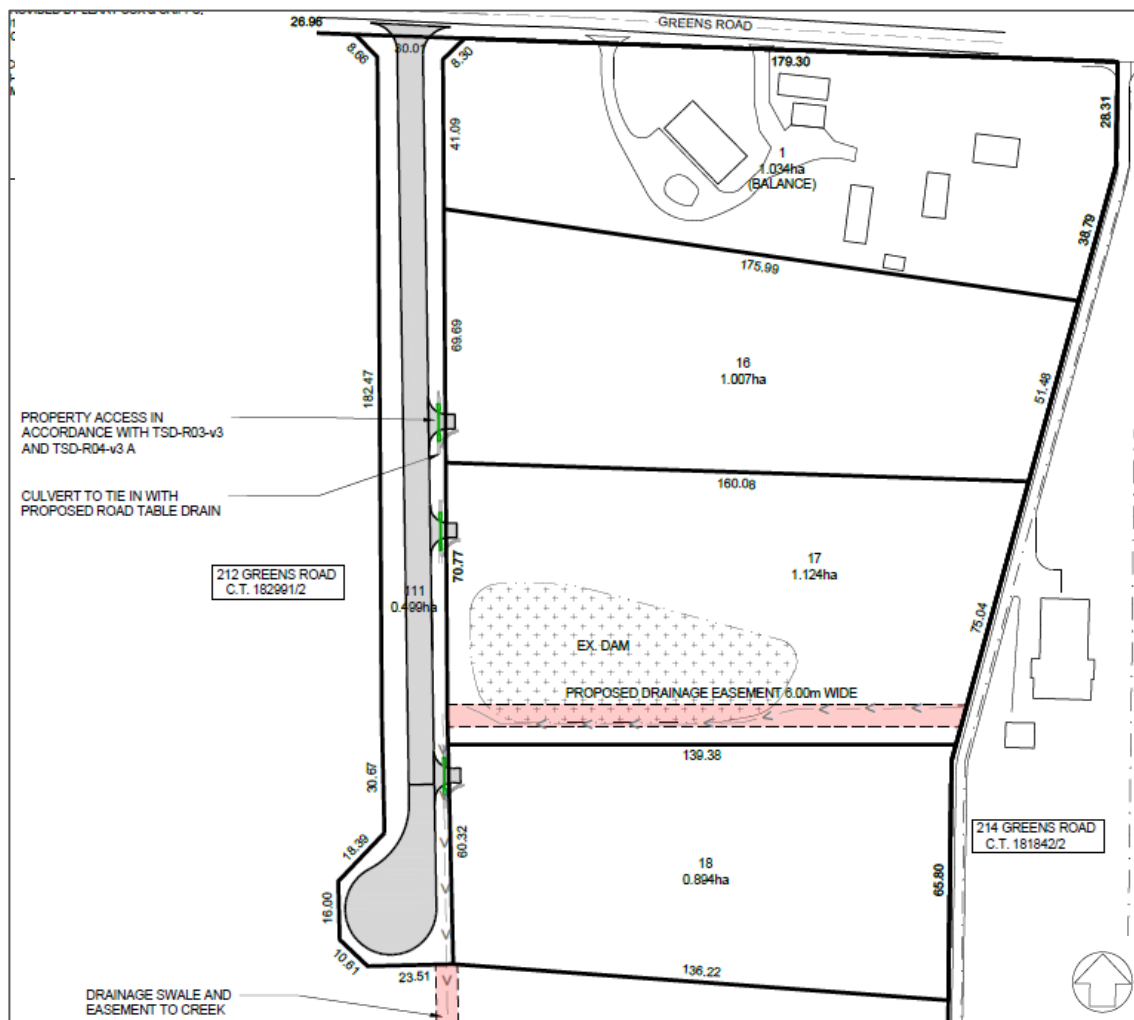 GREENS ROAD
26.96
30.01
8.66
8.30
179.30
28.31
41.09
1
1.034ha
(BALANCE)
38.79
175.99
69.69
16
1.007ha
51.48
182.47
PROPERTY ACCESS IN
ACCORDANCE WITH TSD-R03-v3
AND TSD-R04-v3 A
CULVERT TO TIE IN WITH
PROPOSED ROAD TABLE DRAIN
160.08
17
1.124ha
70.77
212 GREENS ROAD
C.T. 182991/2
111
0.499ha
75.04
EX. DAM
PROPOSED DRAINAGE EASEMENT 6.00m WIDE
139.38
30.67
60.32
18.39
214 GREENS ROAD
C.T. 181842/2
18
0.894ha
65.80
16.00
10.61
23.51
136.22
DRAINAGE SWALE AND
EASEMENT TO CREEK